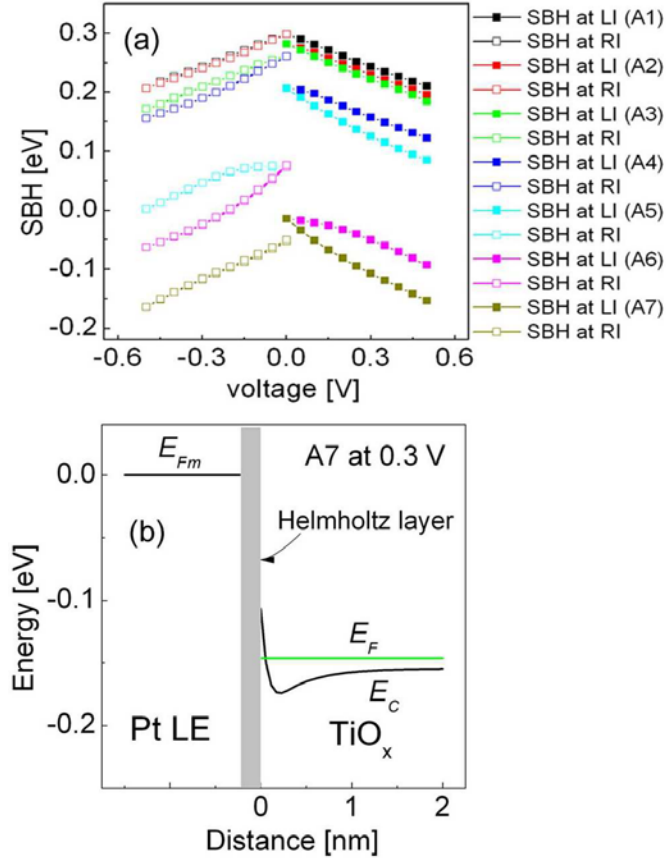 (a)
SBH [eV]
0.3
0.2
0.1
0.0
-0.1
-0.2
-0.6
-0.3
0.0
0.3
0.6
voltage [V]
SBH at LI (A1)
SBH at RI
SBH at LI (A2)
SBH at RI
SBH at LI (A3)
SBH at RI
SBH at LI (A4)
SBH at RI
SBH at LI (A5)
SBH at RI
SBH at LI (A6)
SBH at RI
SBH at LI (A7)
SBH at RI
(b)
Energy [eV]
0.0
-0.1
-0.2
E_Fm
A7 at 0.3 V
Helmholtz layer
E_F
E_C
Pt LE
TiO_x
0
1
2
Distance [nm]